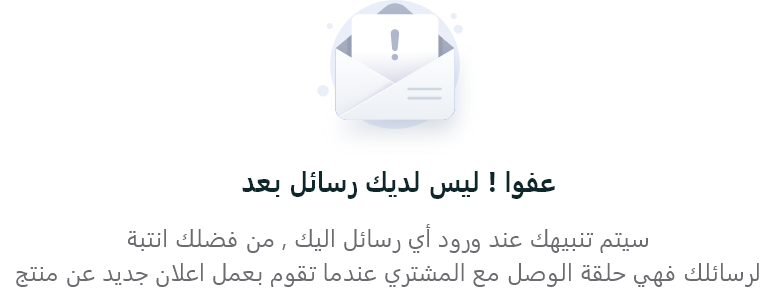 عفوا ! ليس لديك رسائل بعد
سيتم تنبيهك عند ورود أي رسائل اليك , من فضلك انتبة
لرسائلك فهي حلقة الوصل مع المشتري عندما تقوم بعمل اعلان جديد عن منتج